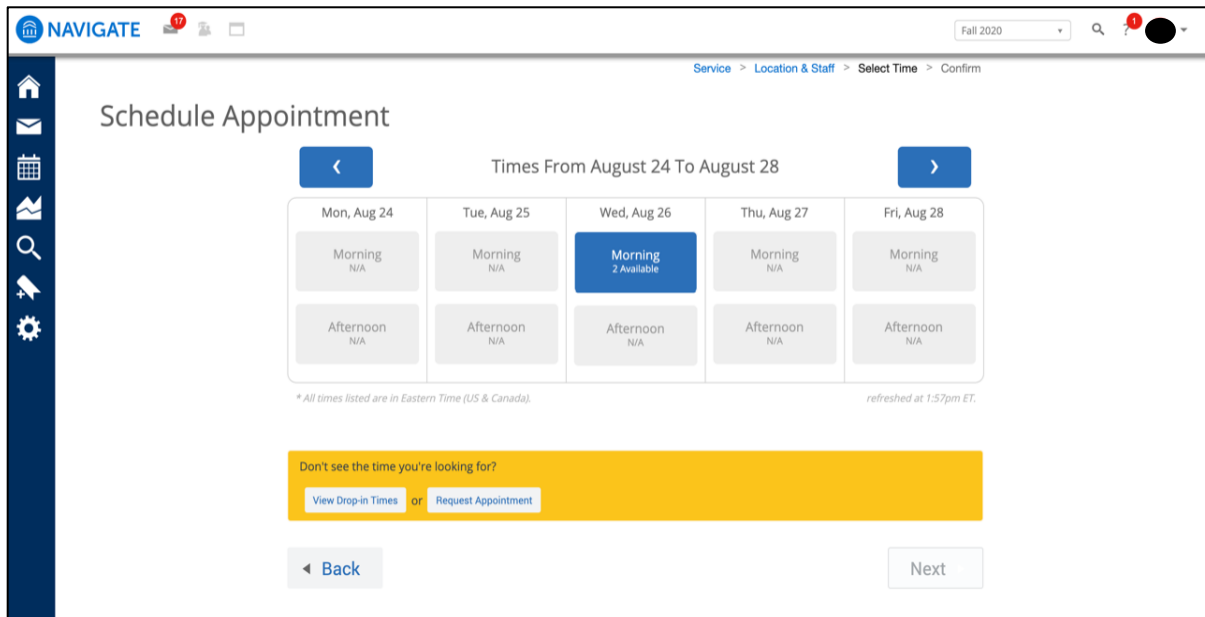 NAVIGATE 17 Fall 2020 ? 1
Service > Location & Staff > Select Time > Confirm
Schedule Appointment
Times From August 24 To August 28
Mon, Aug 24 Tue, Aug 25 Wed, Aug 26 Thu, Aug 27 Fri, Aug 28
Morning Morning Morning Morning Morning
N/A N/A 2 Available N/A N/A
Afternoon Afternoon Afternoon Afternoon Afternoon
N/A N/A N/A N/A N/A
* All times listed are in Eastern Time (US & Canada). refreshed at 1:57pm ET.
Don't see the time you're looking for?
View Drop-in Times or Request Appointment
Back Next